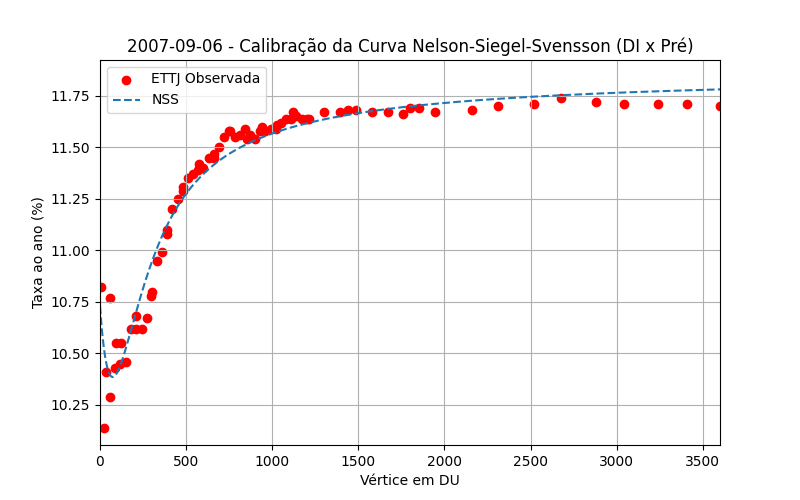 2007-09-06 - Calibração da Curva Nelson-Siegel-Svensson (DI x Pré)
ETTJ Observada
NSS
Taxa ao ano (%)
11.75
11.50
11.25
11.00
10.75
10.50
10.25
0 500 1000 1500 2000 2500 3000 3500
Vértice em DU